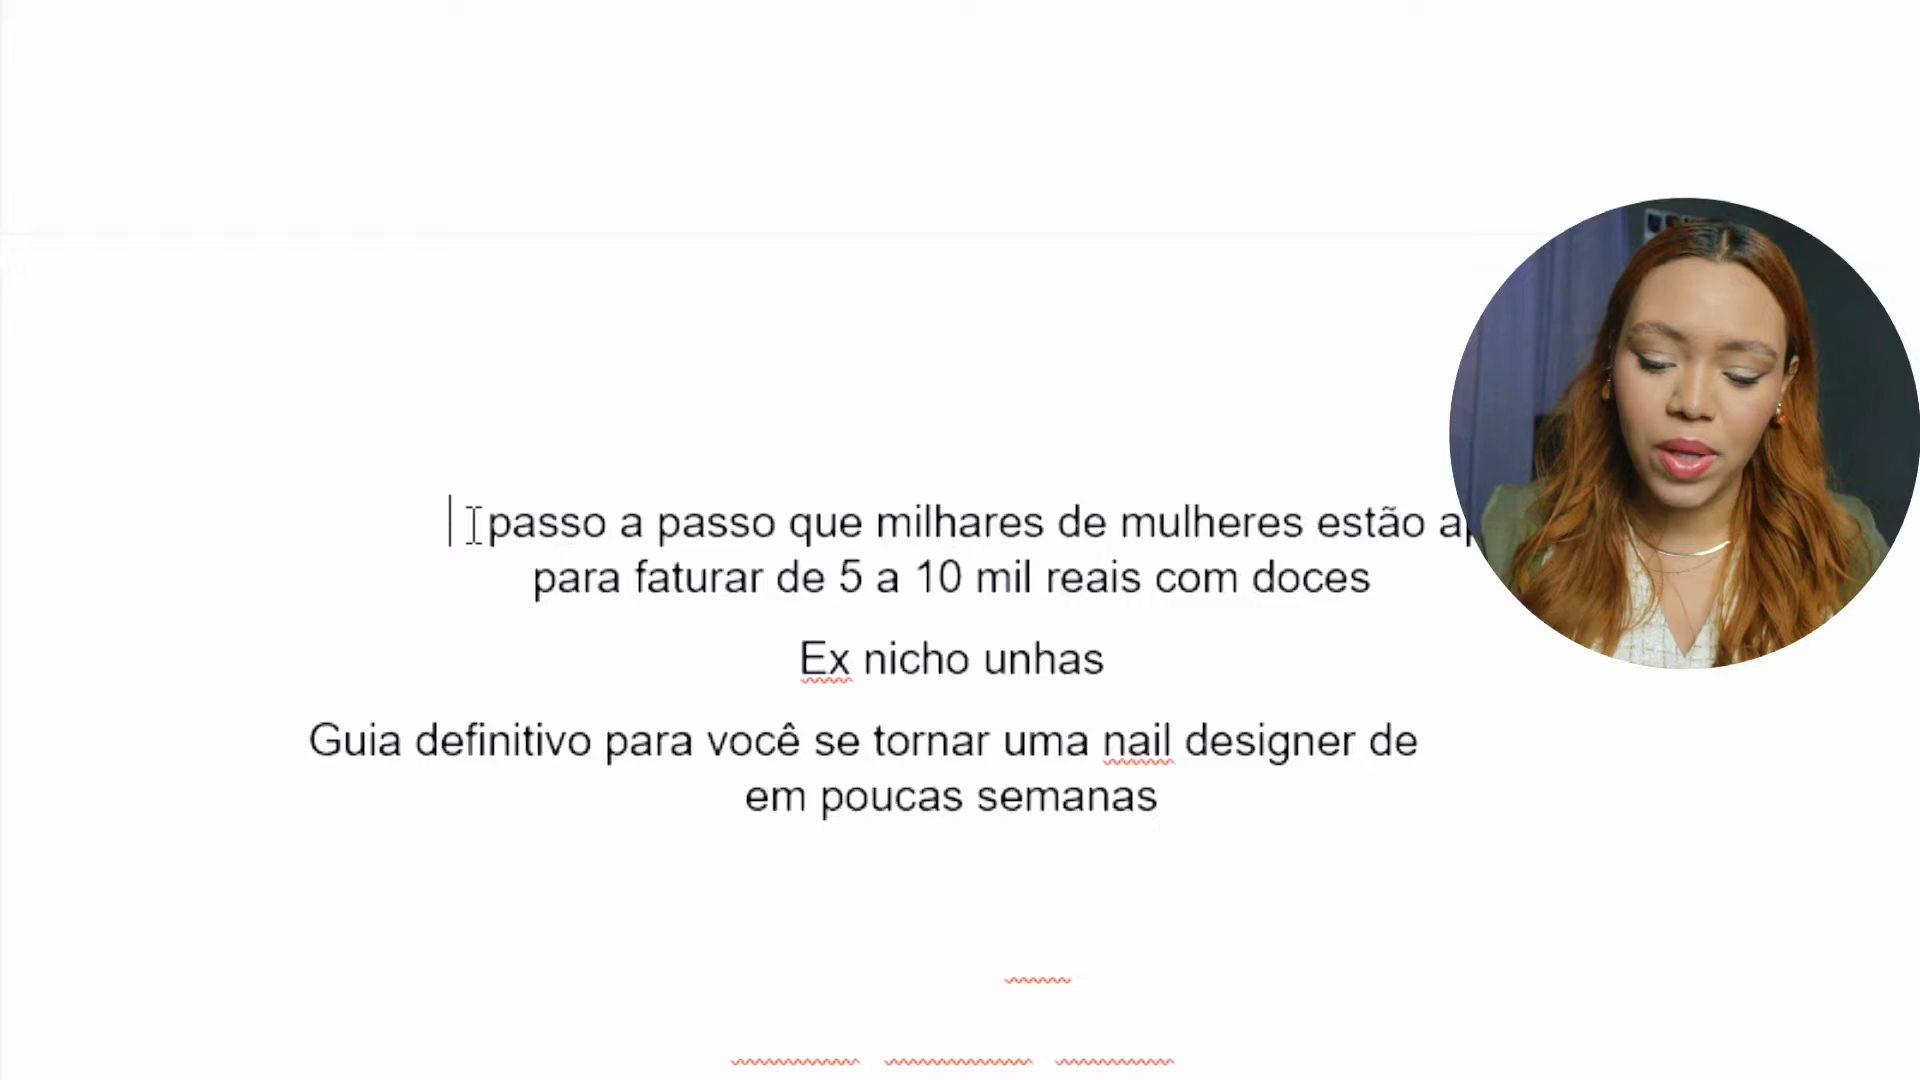 passo a passo que milhares de mulheres estão
para faturar de 5 a 10 mil reais com doces
Ex nicho unhas
Guia definitivo para você se tornar uma nail designer de
em poucas semanas